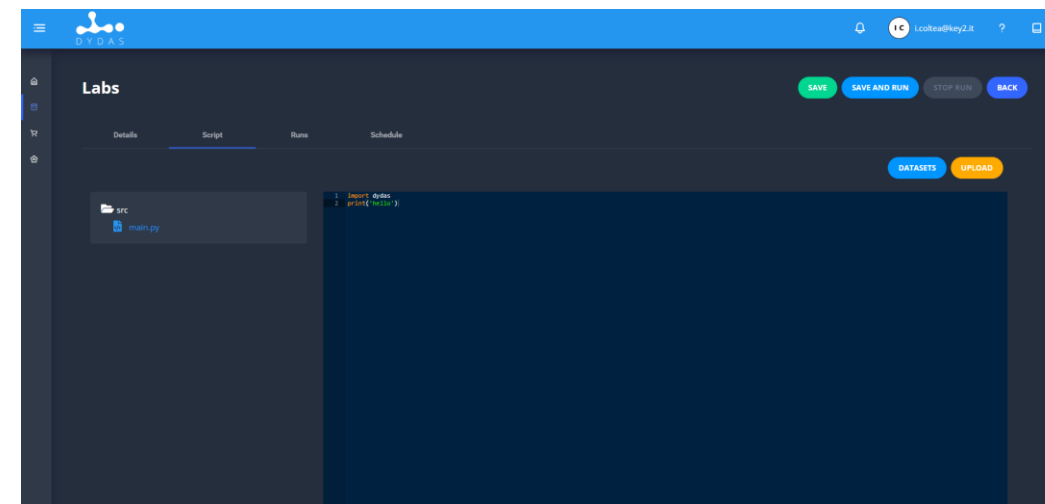 DYDAS
IC i.coltea@key2.it ?
Labs
SAVE SAVE AND RUN STOP RUN BACK
Details Script Runs Schedule
DATASETS UPLOAD
src
main.py
1 import dydas
2 print('hello')